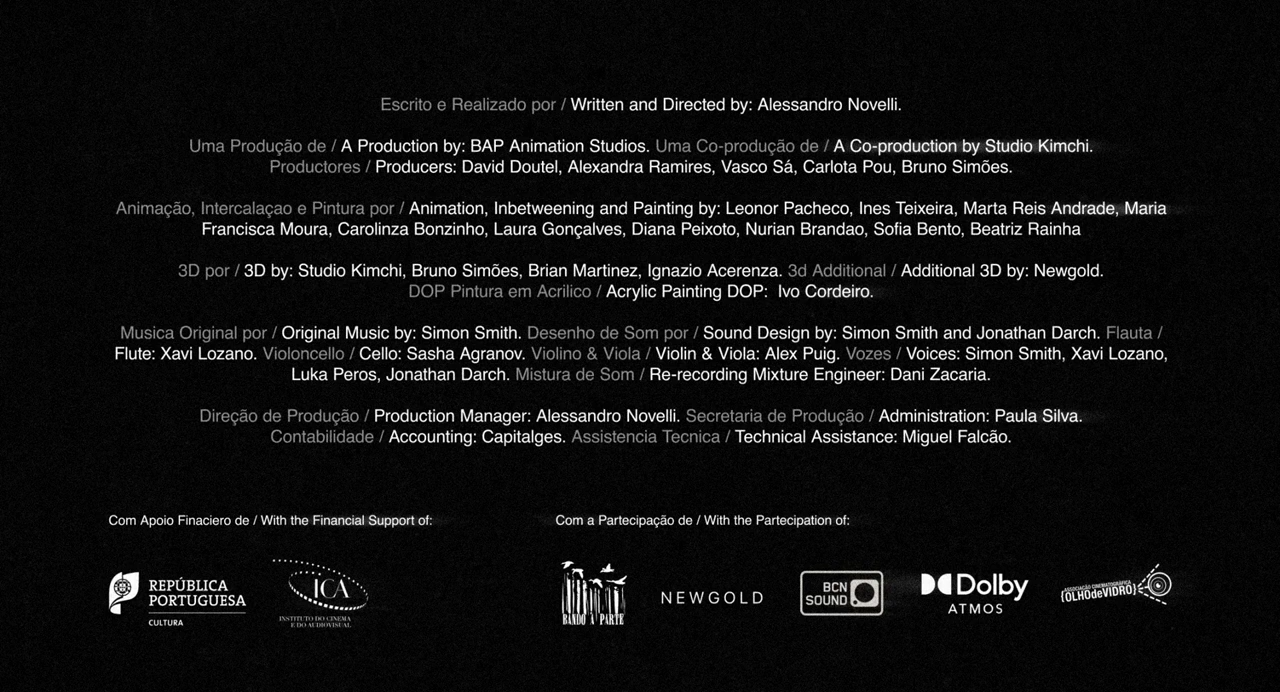 Escrito e Realizado por / Written and Directed by: Alessandro Novelli.
Uma Produção de / A Production by: BAP Animation Studios. Uma Co-produção de / A Co-production by Studio Kimchi.
Productores / Producers: David Doutel, Alexandra Ramires, Vasco Sá, Carlota Pou, Bruno Simões.
Animação, Intercalaçao e Pintura por / Animation, Inbetweening and Painting by: Leonor Pacheco, Ines Teixeira, Marta Reis Andrade, Maria
Francisca Moura, Carolinza Bonzinho, Laura Gonçalves, Diana Peixoto, Nurian Brandao, Sofia Bento, Beatriz Rainha
3D por / 3D by: Studio Kimchi, Bruno Simões, Brian Martinez, Ignazio Acerenza. 3d Additional / Additional 3D by: Newgold.
DOP Pintura em Acrilico / Acrylic Painting DOP: Ivo Cordeiro.
Musica Original por / Original Music by: Simon Smith. Desenho de Som por / Sound Design by: Simon Smith and Jonathan Darch. Flauta /
Flute: Xavi Lozano. Violoncello / Cello: Sasha Agranov. Violino & Viola / Violin & Viola: Alex Puig. Vozes / Voices: Simon Smith, Xavi Lozano,
Luka Peros, Jonathan Darch. Mistura de Som / Re-recording Mixture Engineer: Dani Zacaria.
Direção de Produção / Production Manager: Alessandro Novelli. Secretaria de Produção / Administration: Paula Silva.
Contabilidade / Accounting: Capitalges. Assistencia Tecnica / Technical Assistance: Miguel Falcão.
Com Apoio Finaciero de / With the Financial Support of:
REPÚBLICA
PORTUGUESA
CULTURA
ICA
INSTITUTO DO CINEMA
E DO AUDIOVISUAL
Com a Partecipação de / With the Partecipation of:
BANDO À PARTE
NEWGOLD
BCN
SOUND
Dolby
ATMOS
ASSOCIAÇÃO CINEMATOGRÁFICA
(OLHOdeVIDRO)